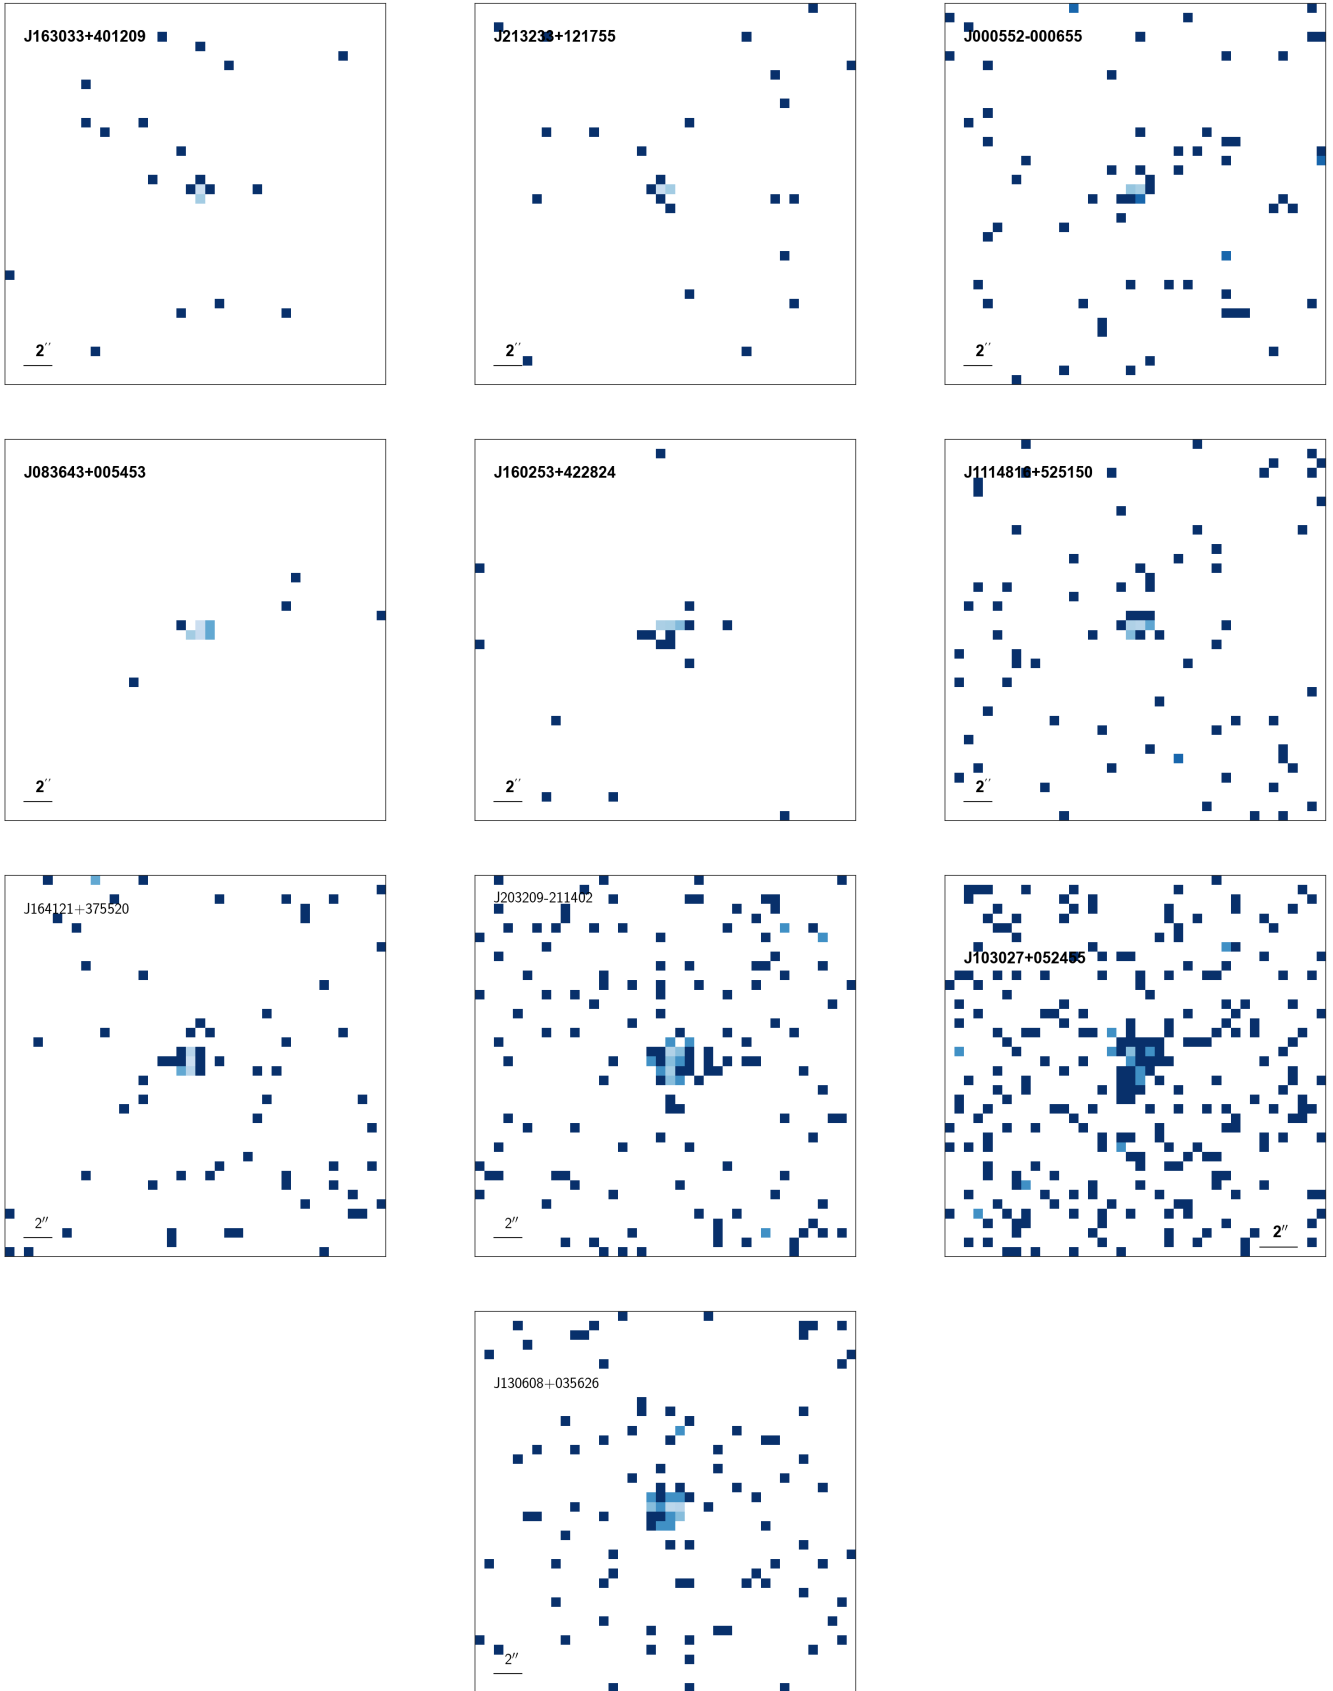 J163033+401209
J213233+121755
J000552-000655
2′′
2′′
2′′
J083643+005453
J160253+422824
J1114816+525150
2′′
2′′
2′′
J164121+375520
J203209-211402
J103027+052455
2″
2″
2″
J130608+035626
2″